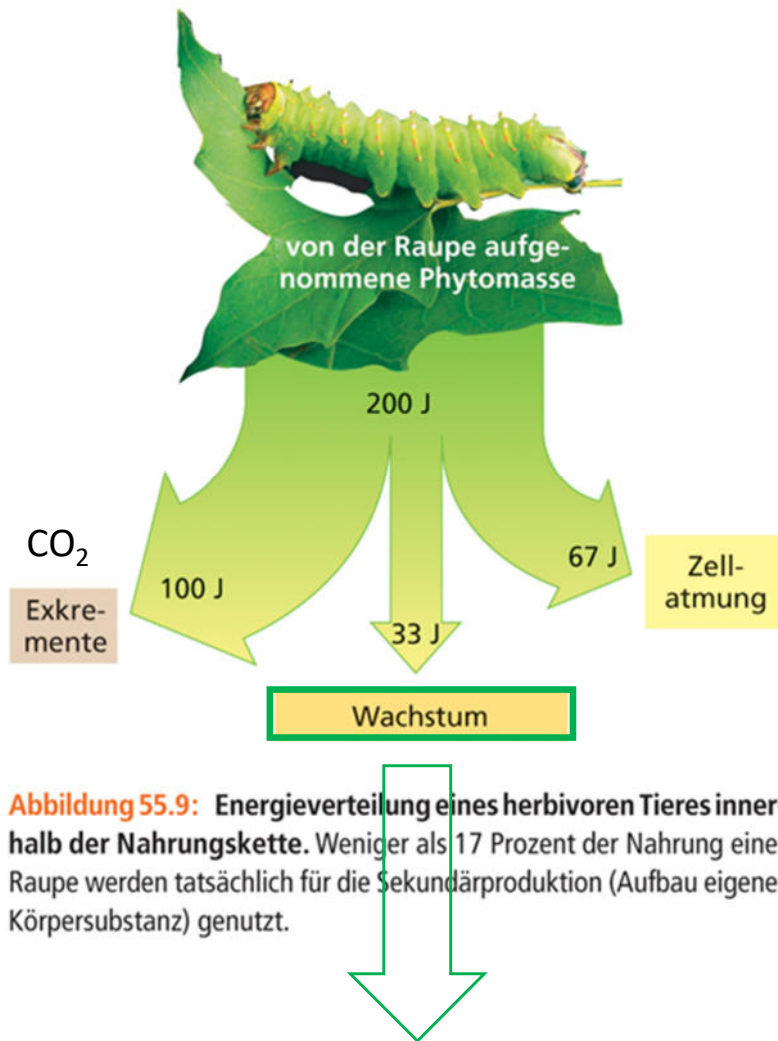 von der Raupe aufge-
nommene Phytomasse
200 J
CO₂
100 J
67 J
Zell-
atmung
Exkre-
mente
33 J
Wachstum
Abbildung 55.9: Energieverteilung eines herbivoren Tieres inner-
halb der Nahrungskette. Weniger als 17 Prozent der Nahrung eine
Raupe werden tatsächlich für die Sekundärproduktion (Aufbau eigene
Körpersubstanz) genutzt.